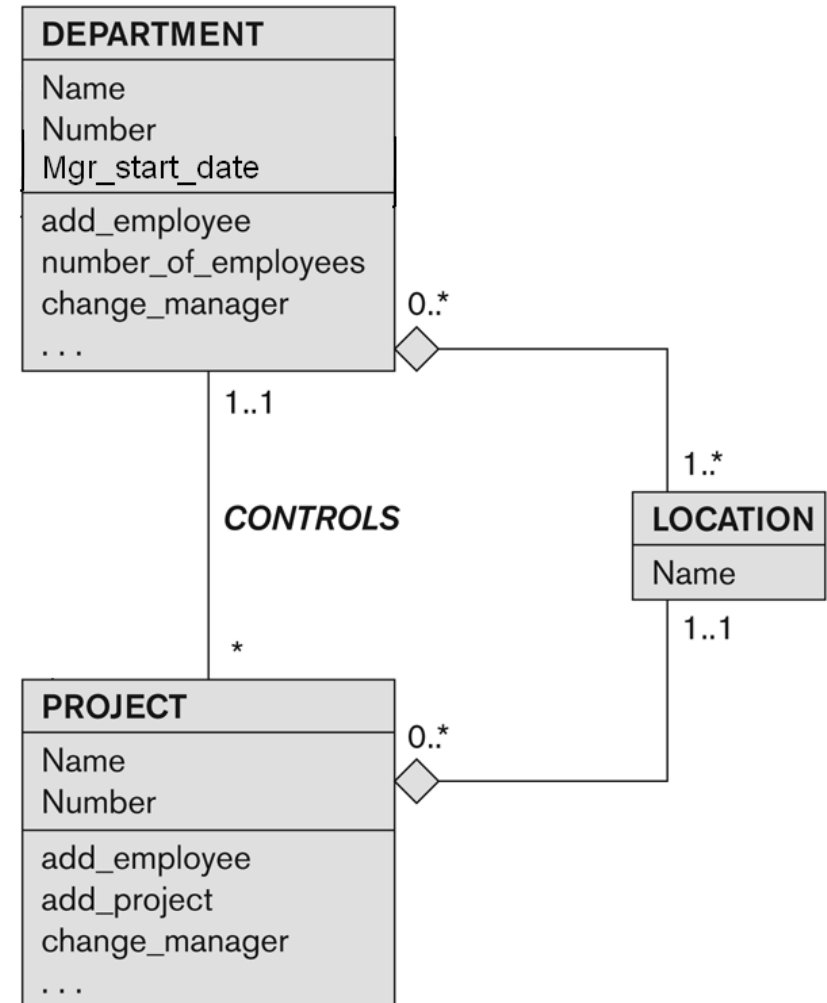 DEPARTMENT
Name
Number
Mgr_start_date
add_employee
number_of_employees
change_manager
. . .
0..*
1..1
1..*
CONTROLS
LOCATION
Name
1..1
*
PROJECT
0..*
Name
Number
add_employee
add_project
change_manager
. . .